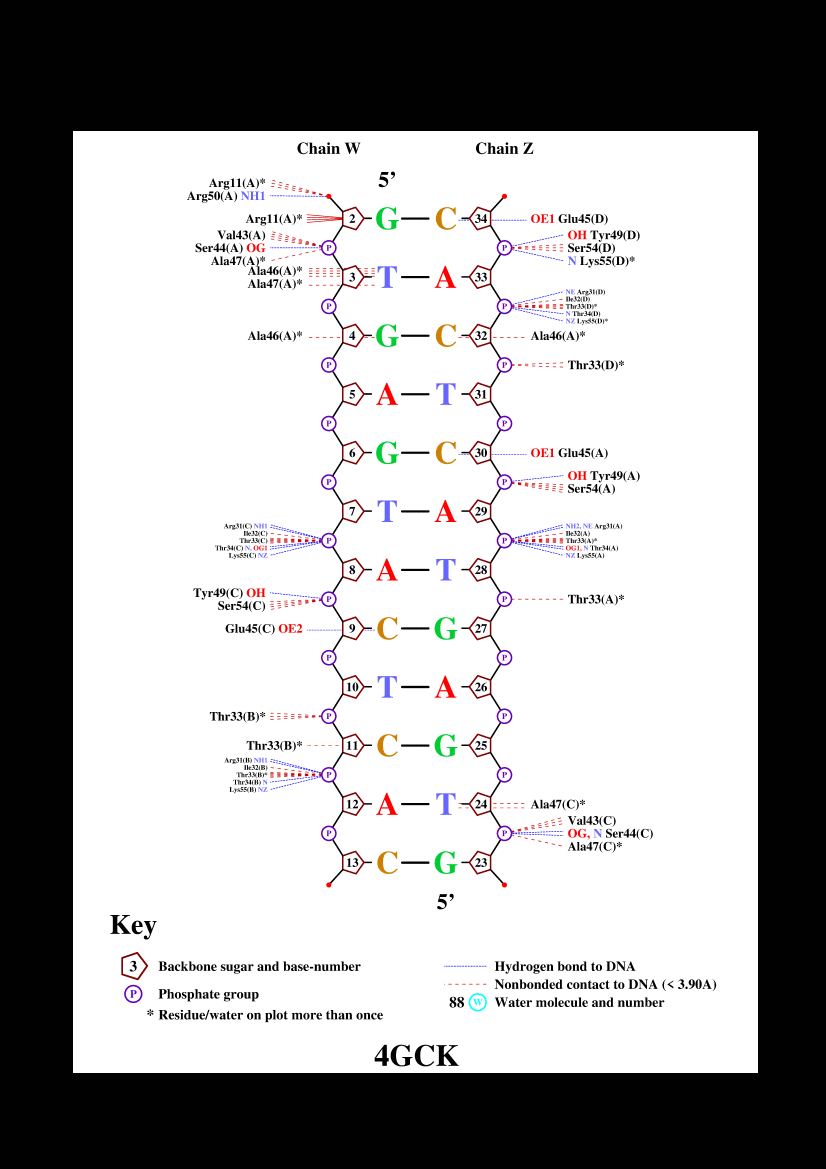 Chain W Chain Z
5’
Arg11(A)*
Arg50(A) NH1
Arg11(A)* 2 G C 34 OE1 Glu45(D)
Val43(A) OH Tyr49(D)
Ser44(A) OG P P Ser54(D)
Ala47(A)* N Lys55(D)*
Ala46(A)*
3 T A 33
Ala47(A)*
NE Arg31(D)
Ile32(D)
P P Thr33(D)*
N Thr34(D)
NZ Lys55(D)*
Ala46(A)* 4 G C 32 Ala46(A)*
P P Thr33(D)*
5 A T 31
P P
6 G C 30 OE1 Glu45(A)
OH Tyr49(A)
P P
Ser54(A)
7 T A 29
Arg31(C) NH1 NH2, NE Arg31(A)
Ile32(C) Ile32(A)
Thr33(C) P P Thr33(A)*
Thr34(C) N, OG1 OG1, N Thr34(A)
Lys55(C) NZ NZ Lys55(A)
8 A T 28
Tyr49(C) OH
P P Thr33(A)*
Ser54(C)
Glu45(C) OE2 9 C G 27
P P
10 T A 26
Thr33(B)* P P
Thr33(B)* 11 C G 25
Arg31(B) NH1
Ile32(B)
Thr33(B)* P P
Thr34(B) N
Lys55(B) NZ
12 A T 24 Ala47(C)*
Val43(C)
P P OG, N Ser44(C)
Ala47(C)*
13 C G 23
5’
Key
3 Backbone sugar and base-number
P Phosphate group
* Residue/water on plot more than once
Hydrogen bond to DNA
Nonbonded contact to DNA (< 3.90A)
88 W Water molecule and number
4GCK